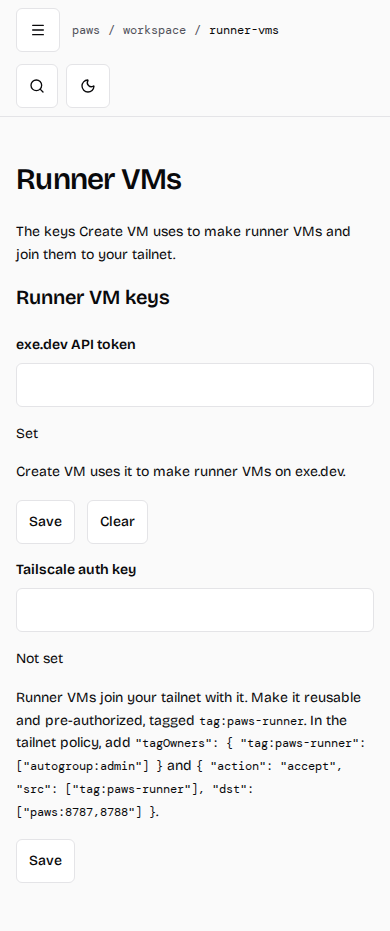 paws / workspace / runner-vms
Runner VMs
The keys Create VM uses to make runner VMs and
join them to your tailnet.
Runner VM keys
exe.dev API token
Set
Create VM uses it to make runner VMs on exe.dev.
Save Clear
Tailscale auth key
Not set
Runner VMs join your tailnet with it. Make it reusable
and pre-authorized, tagged tag:paws-runner. In the
tailnet policy, add "tagOwners": { "tag:paws-runner":
["autogroup:admin"] } and { "action": "accept",
"src": ["tag:paws-runner"], "dst":
["paws:8787,8788"] }.
Save